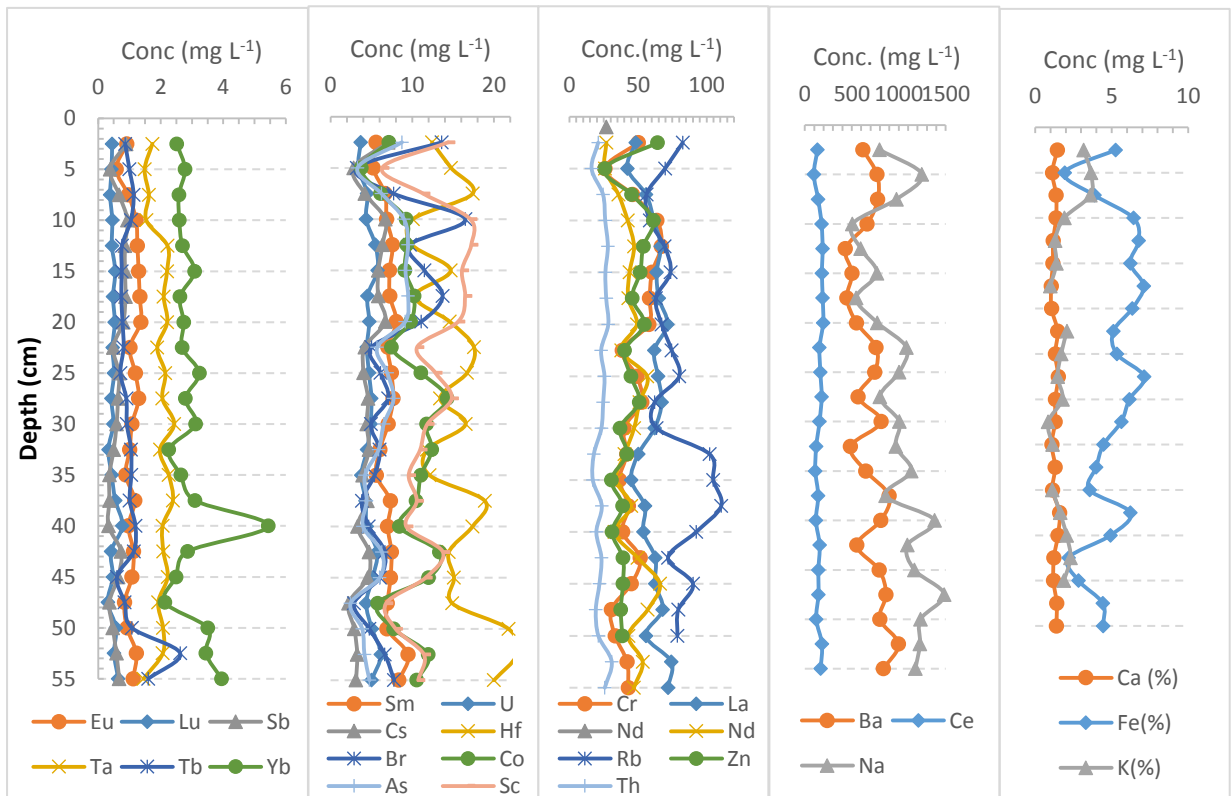 Conc (mg L-1)
0 2 4 6
0
5
10
15
20
25
30
35
40
45
50
55
Depth (cm)
Eu Lu Sb
Ta Tb Yb
Conc (mg L-1)
0 10 20
Sm U
Cs Hf
Br Co
As Sc
Conc.(mg L-1)
0 50 100
Cr La
Nd Nd
Rb Zn
Th
Conc. (mg L-1)
0 500 1000 1500
Ba Ce
Na
Conc (mg L-1)
0 5 10
Ca (%)
Fe(%)
K(%)